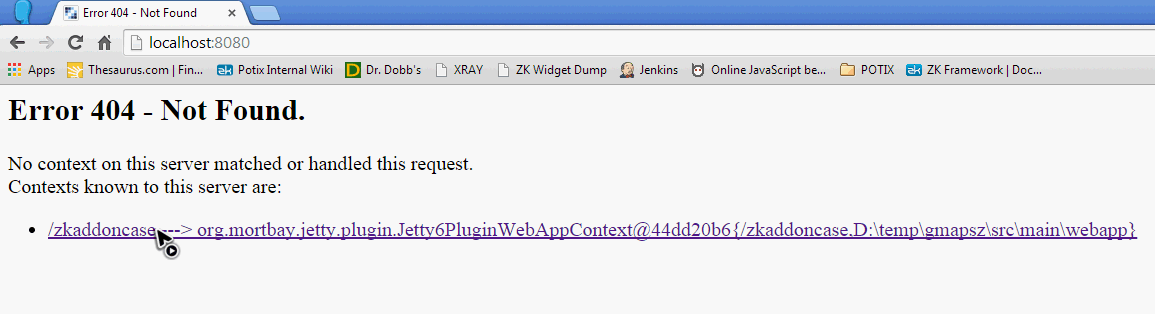 Error 404 - Not Found
localhost:8080
Apps Thesaurus.com | Fin... Potix Internal Wiki Dr. Dobb's XRAY ZK Widget Dump Jenkins Online JavaScript be... POTIX ZK Framework | Doc...
Error 404 - Not Found.
No context on this server matched or handled this request.
Contexts known to this server are:
/zkaddoncase ---> org.mortbay.jetty.plugin.Jetty6PluginWebAppContext@44dd20b6{/zkaddoncase,D:\temp\gmapsz\src\main\webapp}